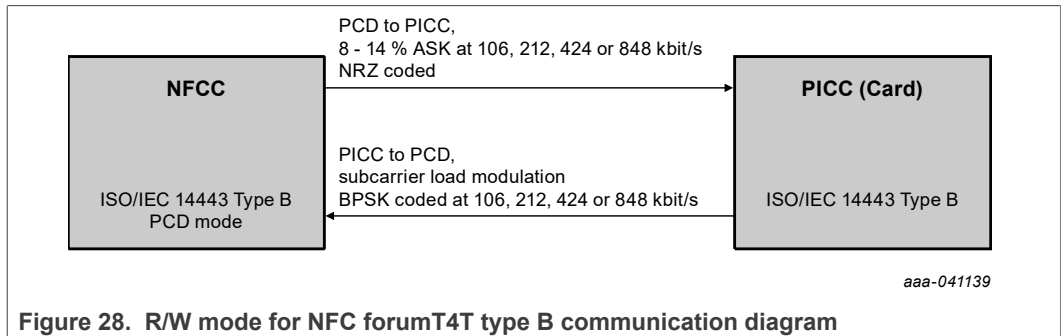 PCD to PICC,
8 - 14 % ASK at 106, 212, 424 or 848 kbit/s
NRZ coded
NFCC
PICC (Card)
PICC to PCD,
subcarrier load modulation
BPSK coded at 106, 212, 424 or 848 kbit/s
ISO/IEC 14443 Type B
PCD mode
ISO/IEC 14443 Type B
aaa-041139
Figure 28. R/W mode for NFC forumT4T type B communication diagram